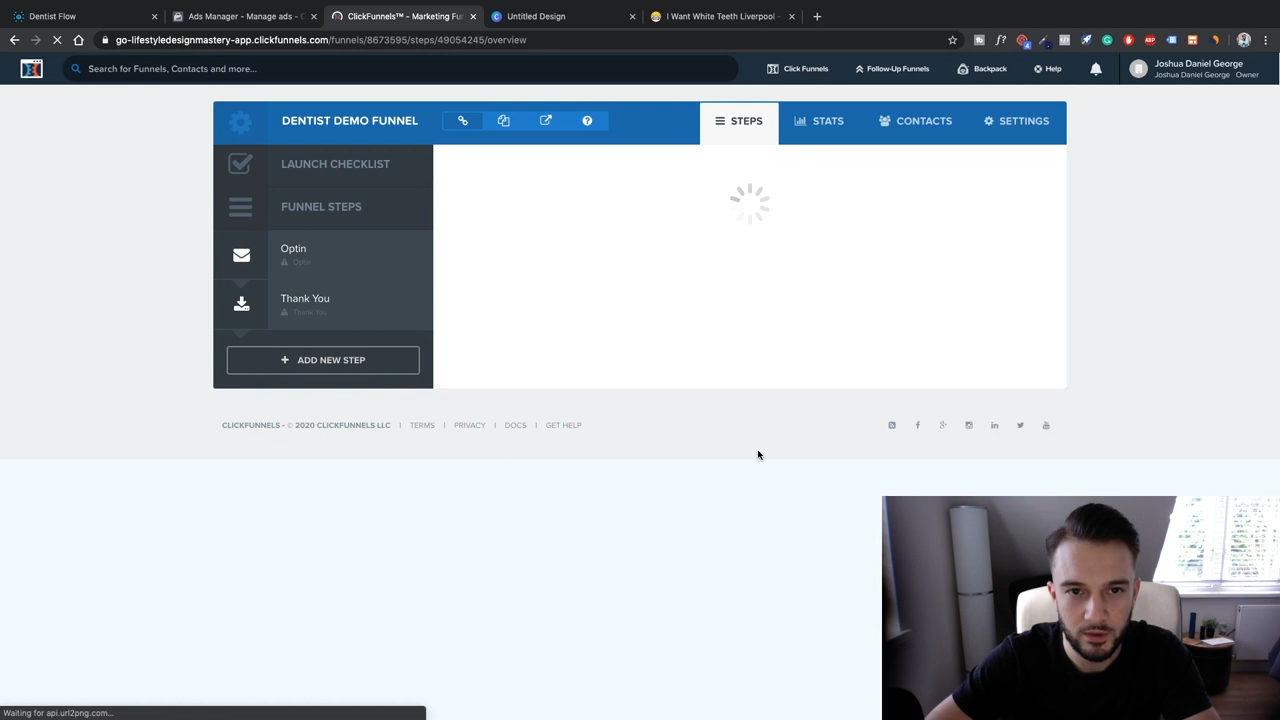 Dentist Flow
Ads Manager - Manage ads - C
ClickFunnels™ - Marketing Fu
Untitled Design
I Want White Teeth Liverpool -
go-lifestyledesignmastery-app.clickfunnels.com/funnels/8673595/steps/49054245/overview
Search for Funnels, Contacts and more...
Click Funnels
Follow-Up Funnels
Backpack
Help
Joshua Daniel George
Joshua Daniel George Owner
DENTIST DEMO FUNNEL
STEPS
STATS
CONTACTS
SETTINGS
LAUNCH CHECKLIST
FUNNEL STEPS
Optin
Optin
Thank You
Thank You
+ ADD NEW STEP
CLICKFUNNELS - © 2020 CLICKFUNNELS LLC | TERMS | PRIVACY | DOCS | GET HELP
Waiting for api.url2png.com...